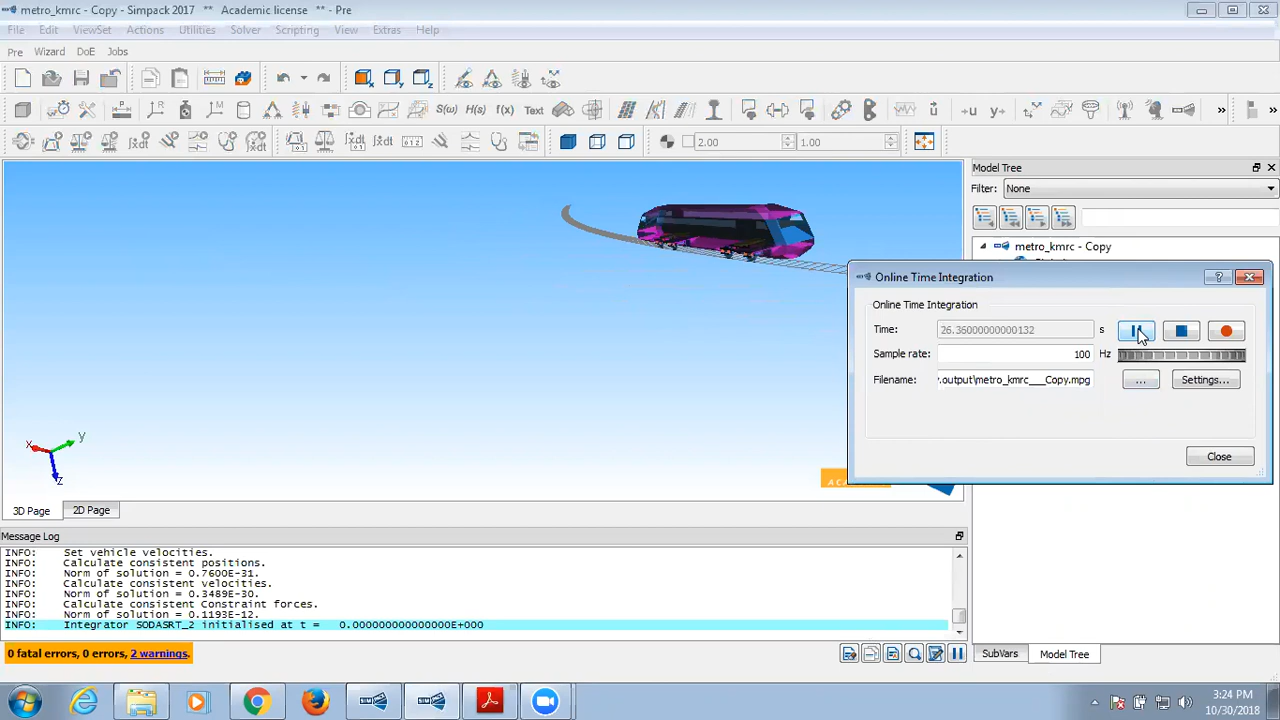 metro_kmrc - Copy - Simpack 2017  **  Academic license  ** - Pre
File Edit ViewSet Actions Utilities Solver Scripting View Extras Help
Pre Wizard DoE Jobs
S(ω) H(s) f(x) Text
2.00 1.00
Model Tree
Filter: None
metro_kmrc - Copy
Online Time Integration
Online Time Integration
Time: 26.36000000000132 s
Sample rate: 100 Hz
Filename: .output\metro_kmrc___Copy.mpg ... Settings...
Close
x y z
3D Page 2D Page
Message Log
INFO: Set vehicle velocities.
INFO: Calculate consistent positions.
INFO: Norm of solution = 0.7600E-31.
INFO: Calculate consistent velocities.
INFO: Norm of solution = 0.3489E-30.
INFO: Calculate consistent Constraint forces.
INFO: Norm of solution = 0.1193E-12.
INFO: Integrator SODASRT_2 initialised at t = 0.000000000000000E+000
0 fatal errors, 0 errors, 2 warnings.
SubVars Model Tree
3:24 PM
10/30/2018